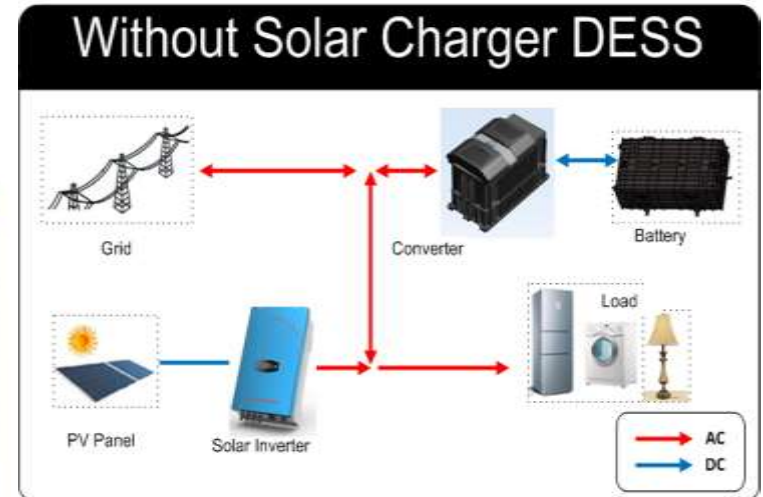 Without Solar Charger DESS
Grid
Converter
Battery
Load
PV Panel
Solar Inverter
AC
DC